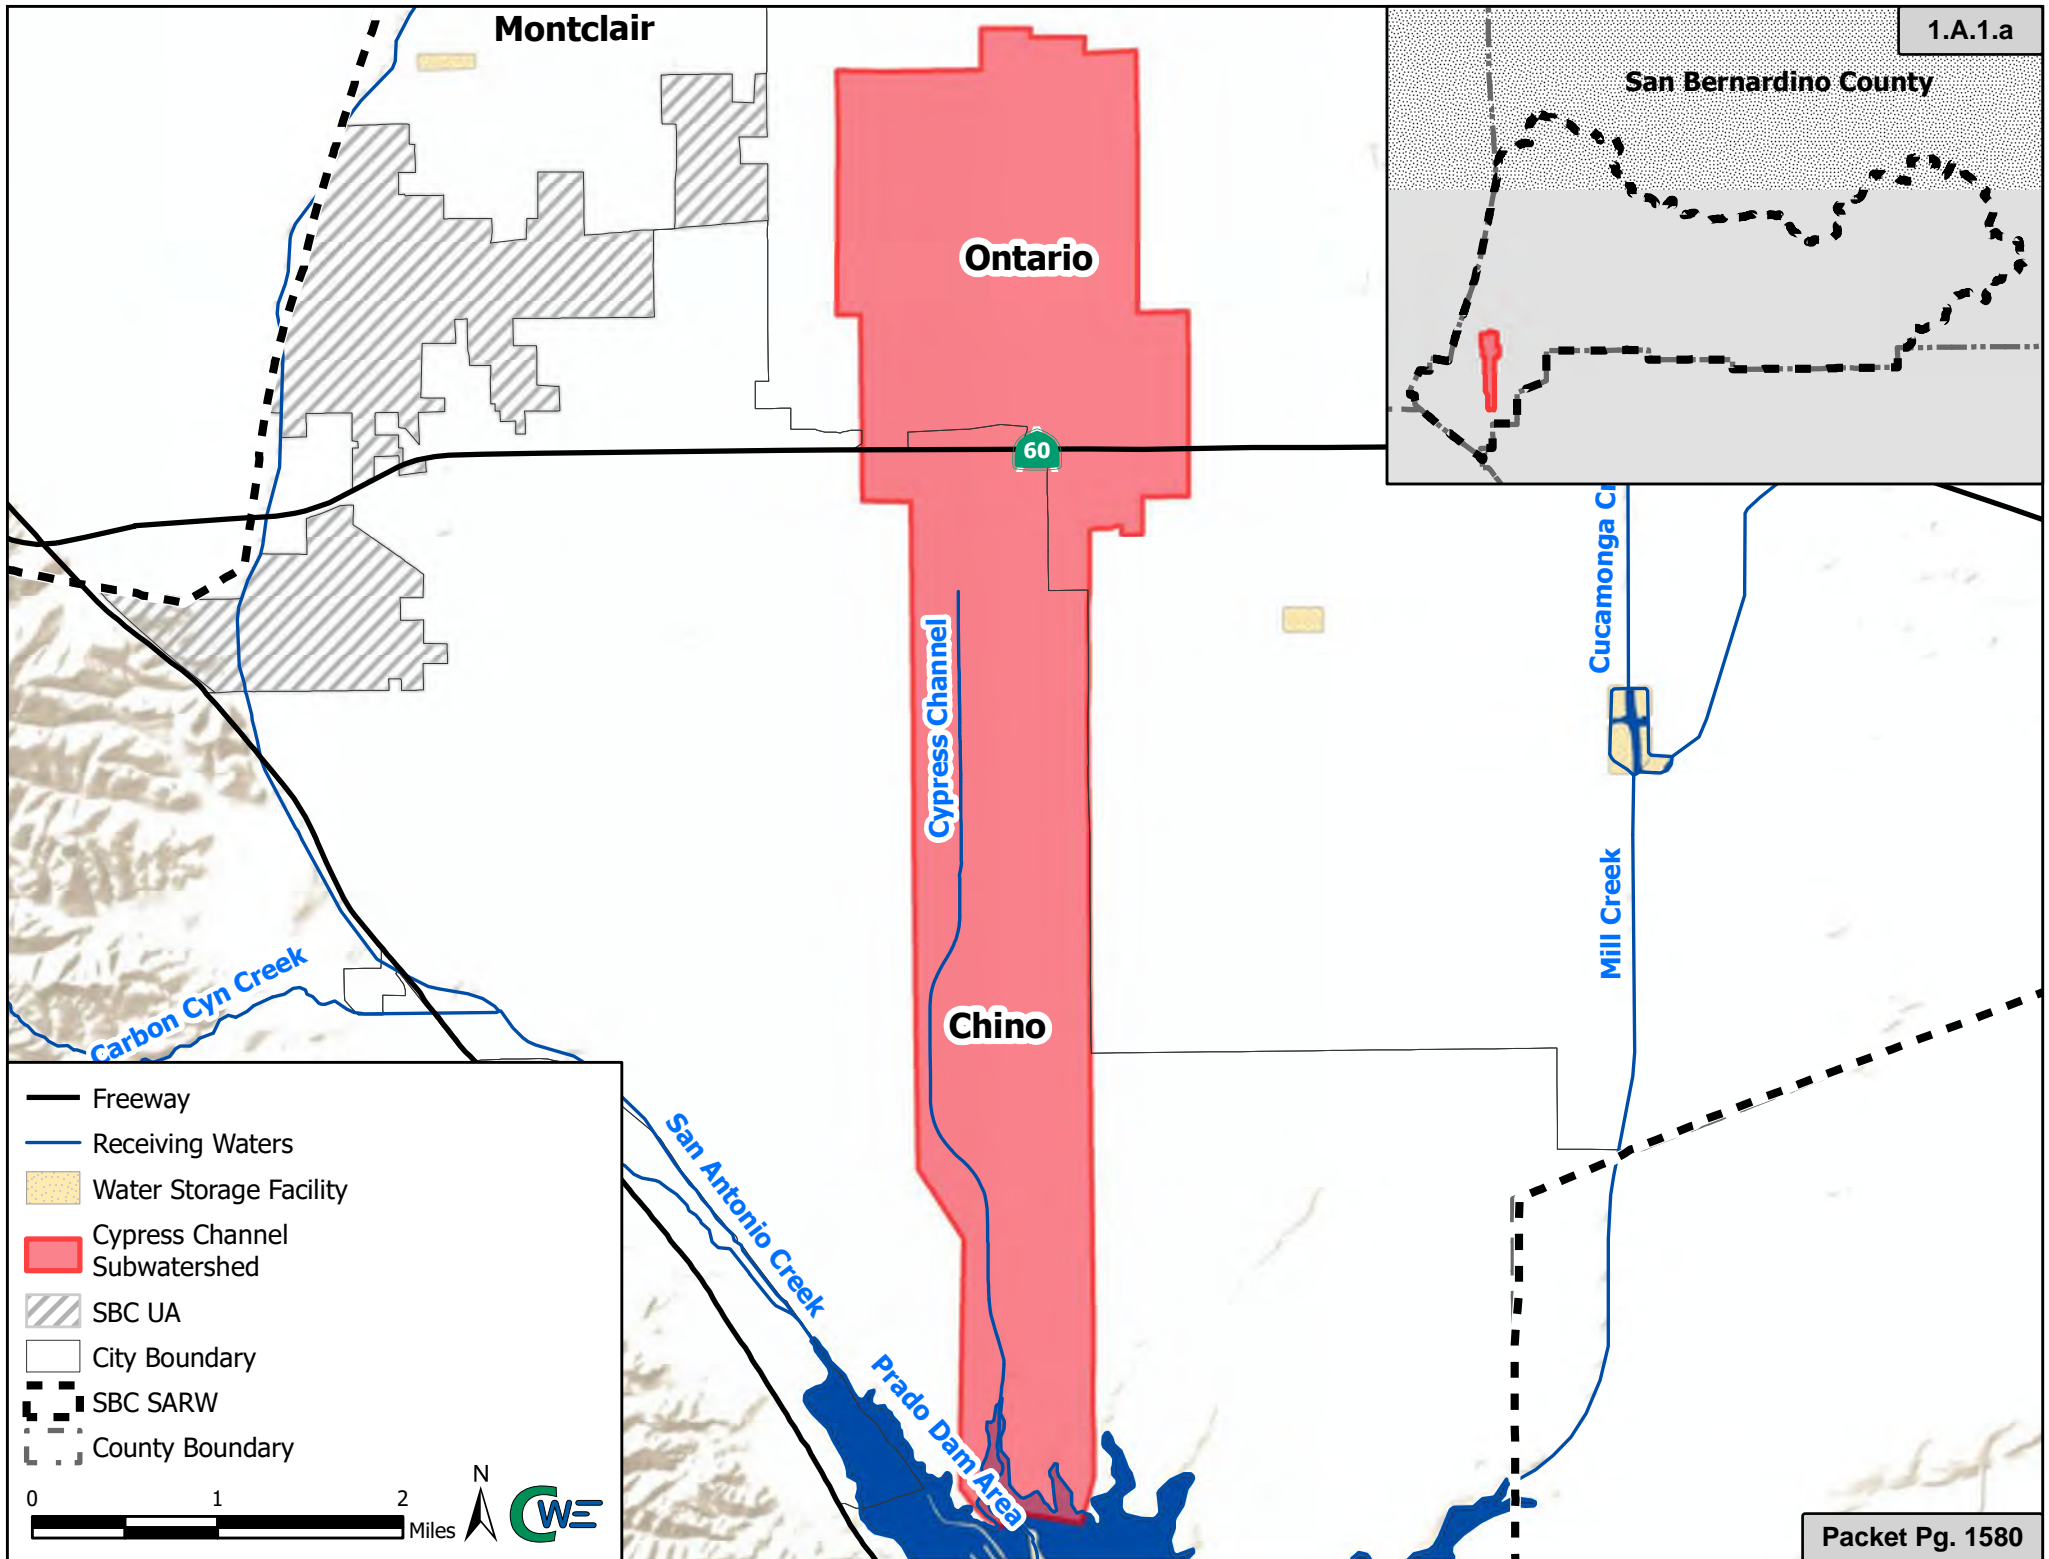 Montclair
1.A.1.a
San Bernardino County
Ontario
60
Cypress Channel
Cucamonga Cr
Mill Creek
Chino
Carbon Cyn Creek
San Antonio Creek
Prado Dam Area
Freeway
Receiving Waters
Water Storage Facility
Cypress Channel
Subwatershed
SBC UA
City Boundary
SBC SARW
County Boundary
0 1 2
Miles
N
CWE
Packet Pg. 1580